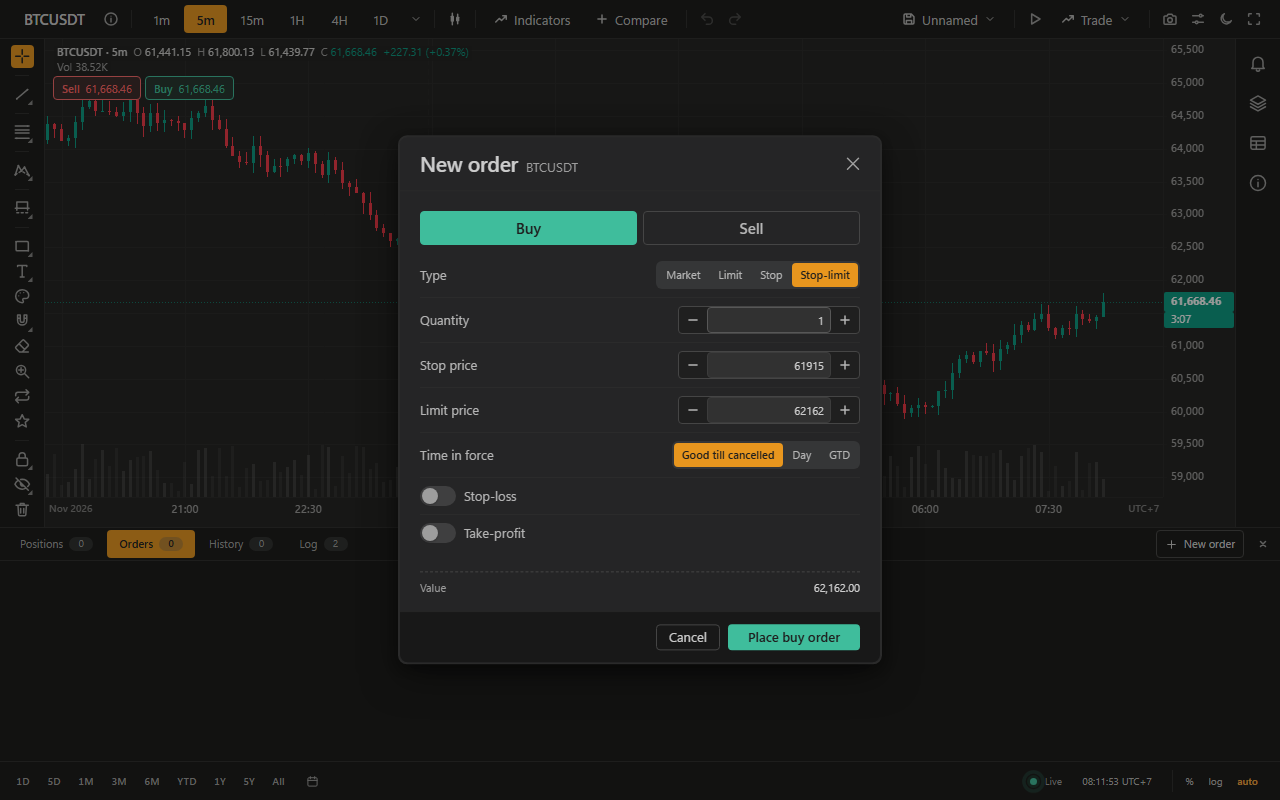 BTCUSDT 1m 5m 15m 1H 4H 1D Indicators Compare Unnamed Trade
BTCUSDT · 5m O 61,441.15 H 61,800.13 L 61,439.77 C 61,668.46 +227.31 (+0.37%)
Vol 38.52K
Sell 61,668.46 Buy 61,668.46
65,500
65,000
64,500
64,000
63,500
63,000
62,500
62,000
61,668.46
3:07
61,000
60,500
60,000
59,500
59,000
New order BTCUSDT
Buy Sell
Type Market Limit Stop Stop-limit
Quantity 1
Stop price 61915
Limit price 62162
Time in force Good till cancelled Day GTD
Stop-loss
Take-profit
Value 62,162.00
Cancel Place buy order
Nov 2026 21:00 22:30 06:00 07:30 UTC+7
Positions 0 Orders 0 History 0 Log 2 New order
1D 5D 1M 3M 6M YTD 1Y 5Y All Live 08:11:53 UTC+7 % log auto